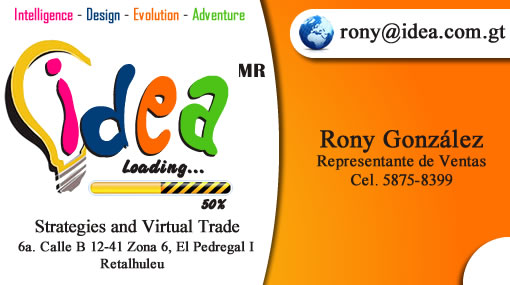 Intelligence - Design - Evolution - Adventure
idea MR
Loading...
50%
Strategies and Virtual Trade
6a. Calle B 12-41 Zona 6, El Pedregal I
Retalhuleu
rony@idea.com.gt
Rony González
Representante de Ventas
Cel. 5875-8399